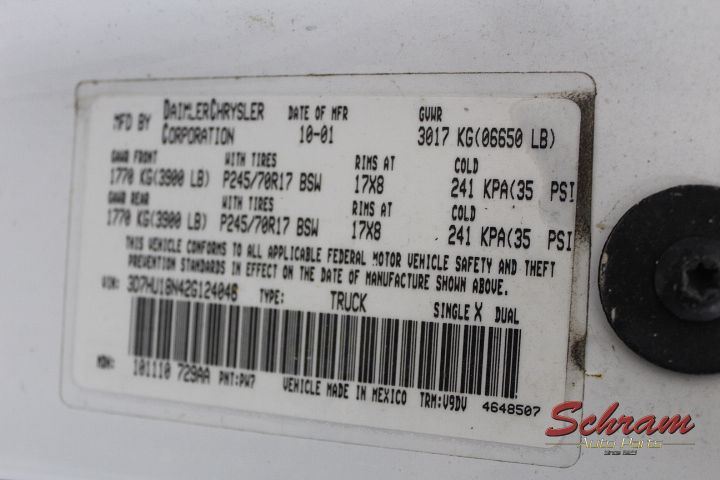 MFD BY DAIMLERCHRYSLER CORPORATION DATE OF MFR 10-01 GVWR 3017 KG(06650 LB)
GAWR FRONT WITH TIRES RIMS AT COLD
1770 KG(3900 LB) P245/70R17 BSW 17X8 241 KPA(35 PSI
GAWR REAR WITH TIRES RIMS AT COLD
1770 KG(3900 LB) P245/70R17 BSW 17X8 241 KPA(35 PSI
THIS VEHICLE CONFORMS TO ALL APPLICABLE FEDERAL MOTOR VEHICLE SAFETY AND THEFT
PREVENTION STANDARDS IN EFFECT ON THE DATE OF MANUFACTURE SHOWN ABOVE.
VIN: 3D7HU18N42G124048 TYPE: TRUCK SINGLE X DUAL
MDH: 101110 729AA PNT:PW7 VEHICLE MADE IN MEXICO TRM:V9DV 4648507
Schram
Auto Parts